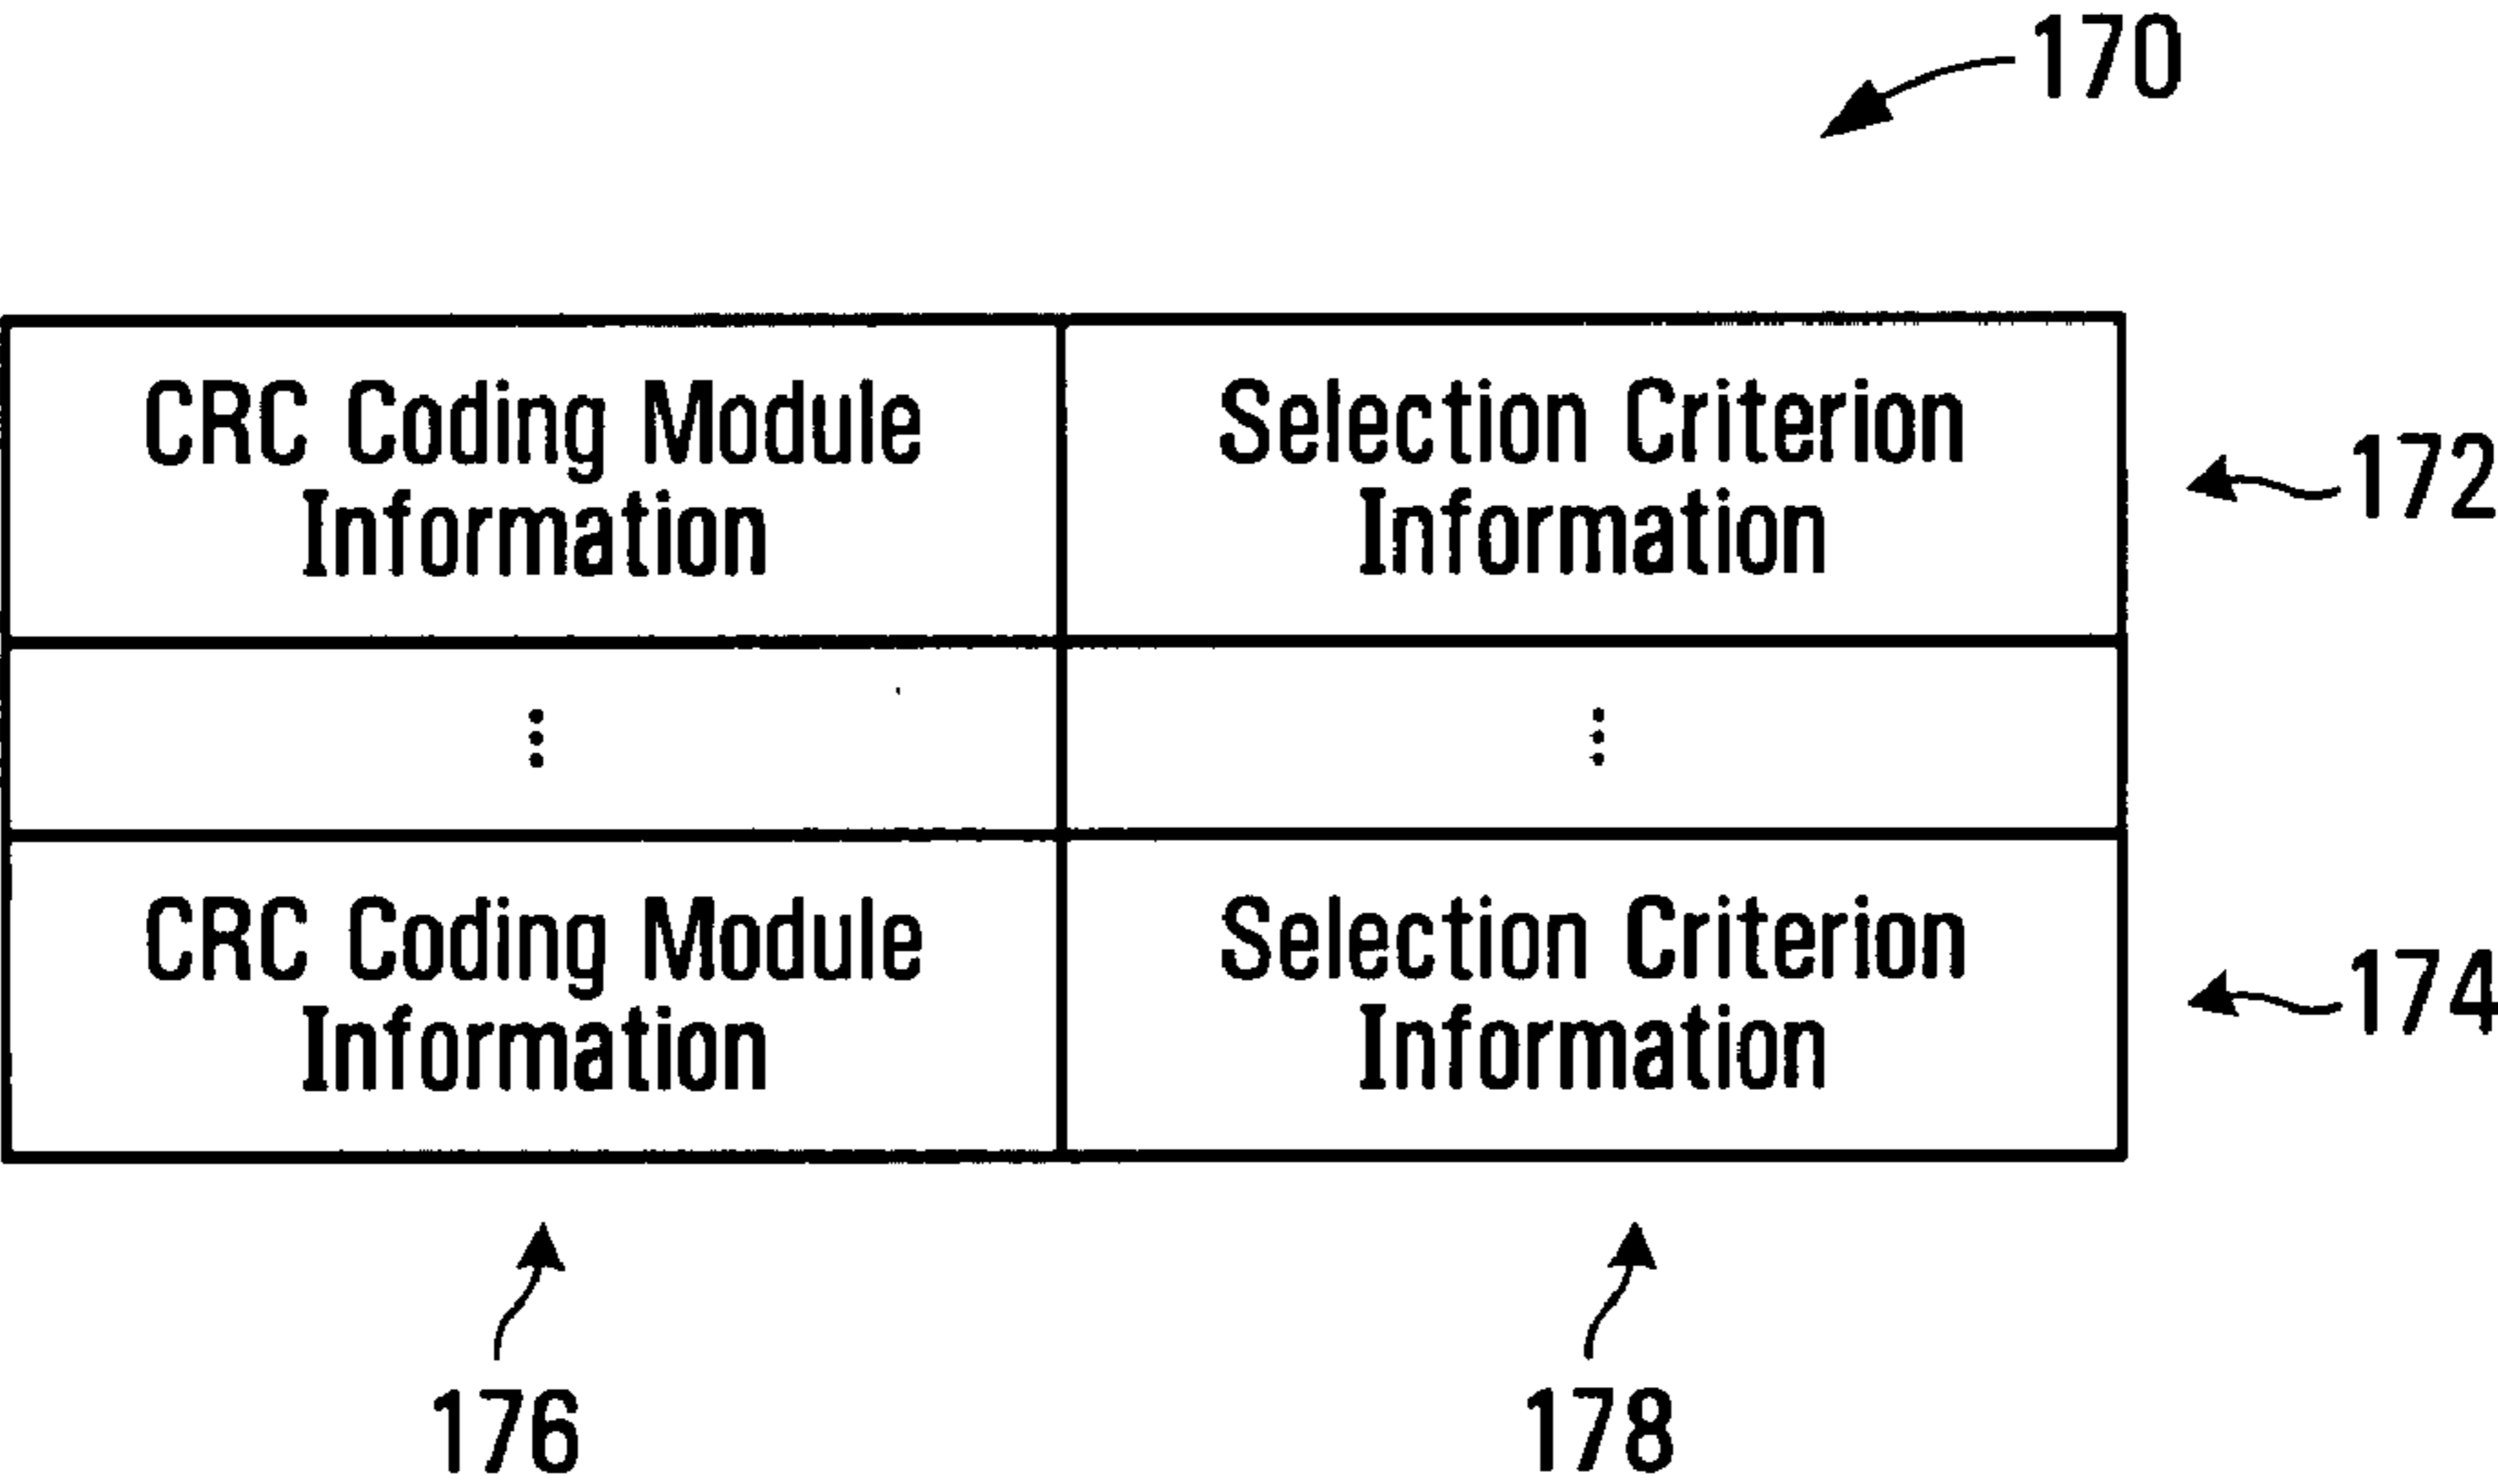 170
CRC Coding Module
Information
Selection Criterion
Information
172
⋮
⋮
CRC Coding Module
Information
Selection Criterion
Information
174
176
178